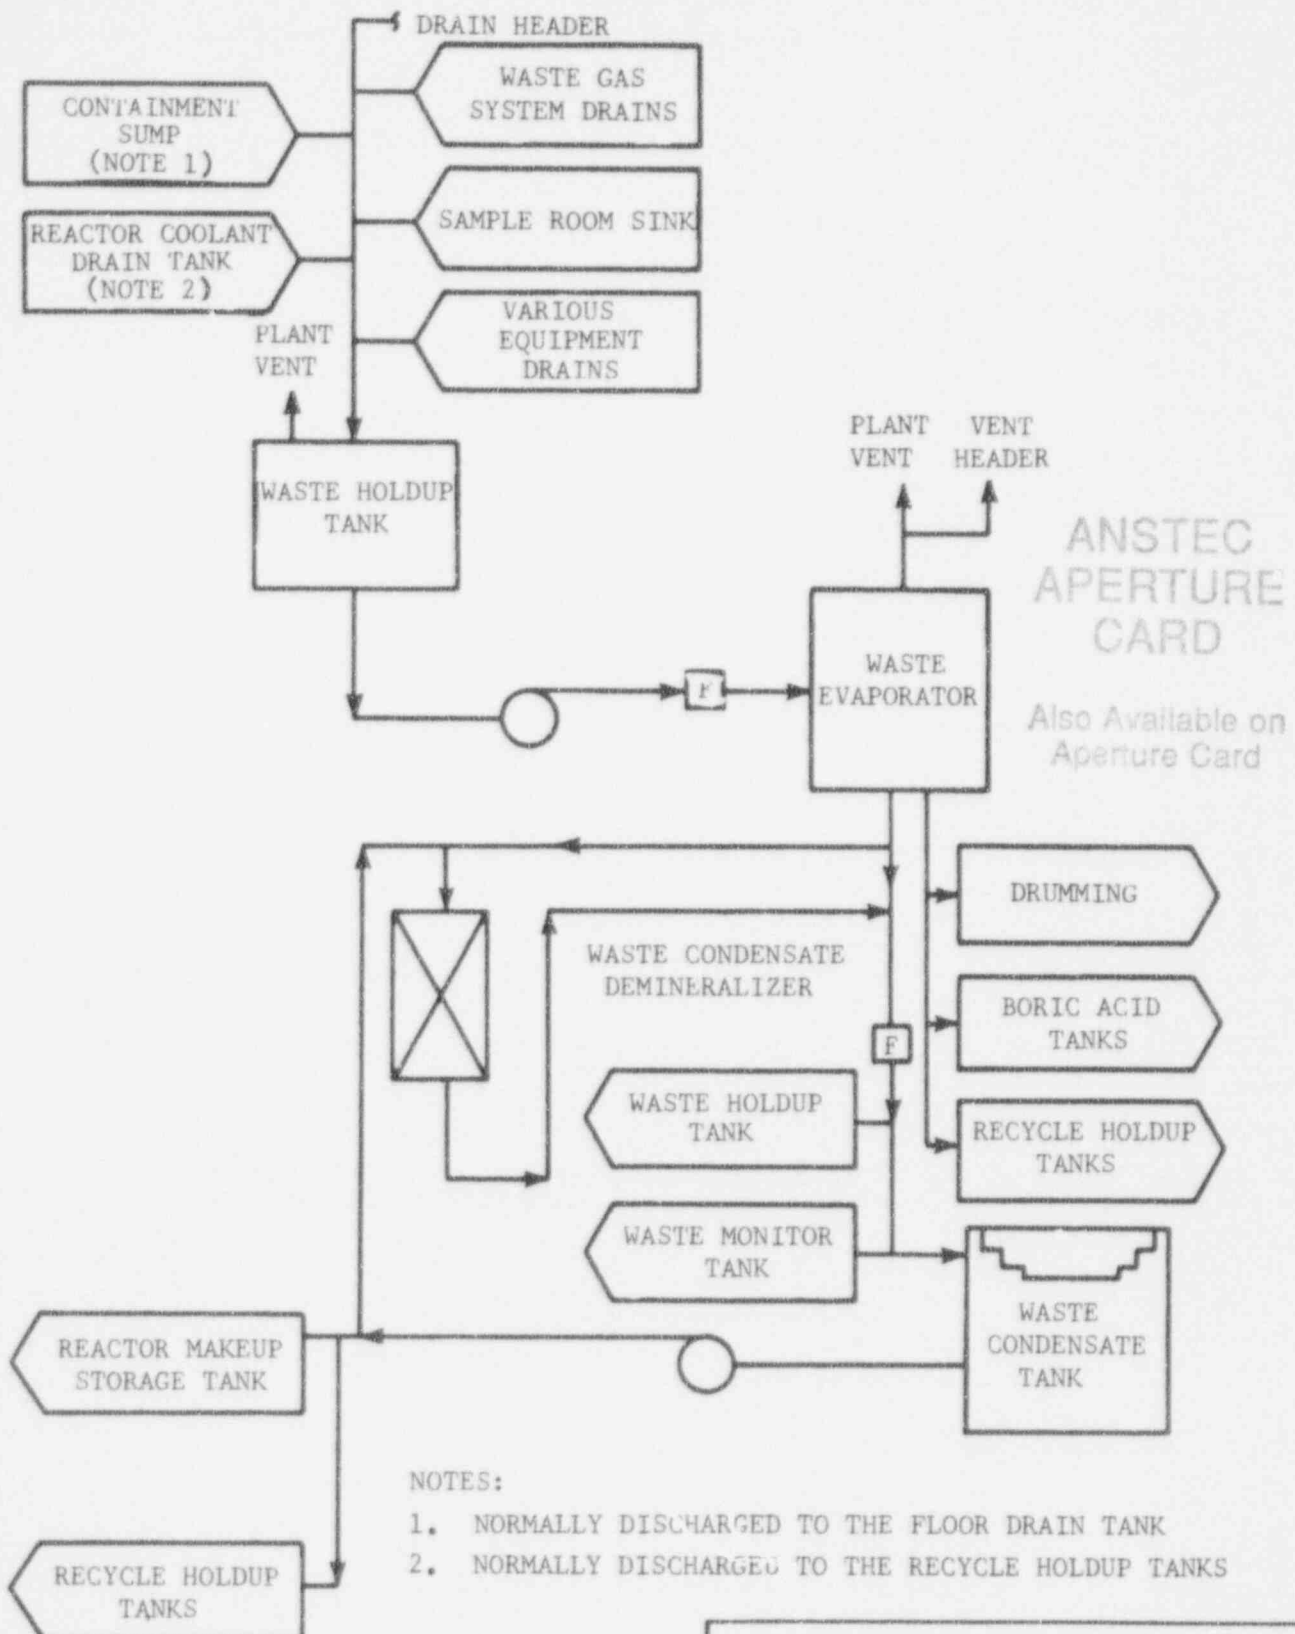 DRAIN HEADER
WASTE GAS
SYSTEM DRAINS
CONTAINMENT
SUMP
(NOTE 1)
SAMPLE ROOM SINK
REACTOR COOLANT
DRAIN TANK
(NOTE 2)
VARIOUS
EQUIPMENT
DRAINS
PLANT
VENT
WASTE HOLDUP
TANK
PLANT
VENT
VENT
HEADER
ANSTEC
APERTURE
CARD
Also Available on
Aperture Card
F
WASTE
EVAPORATOR
DRUMMING
WASTE CONDENSATE
DEMINERALIZER
BORIC ACID
TANKS
F
WASTE HOLDUP
TANK
RECYCLE HOLDUP
TANKS
WASTE MONITOR
TANK
WASTE
CONDENSATE
TANK
REACTOR MAKEUP
STORAGE TANK
RECYCLE HOLDUP
TANKS
NOTES:
1. NORMALLY DISCHARGED TO THE FLOOR DRAIN TANK
2. NORMALLY DISCHARGED TO THE RECYCLE HOLDUP TANKS